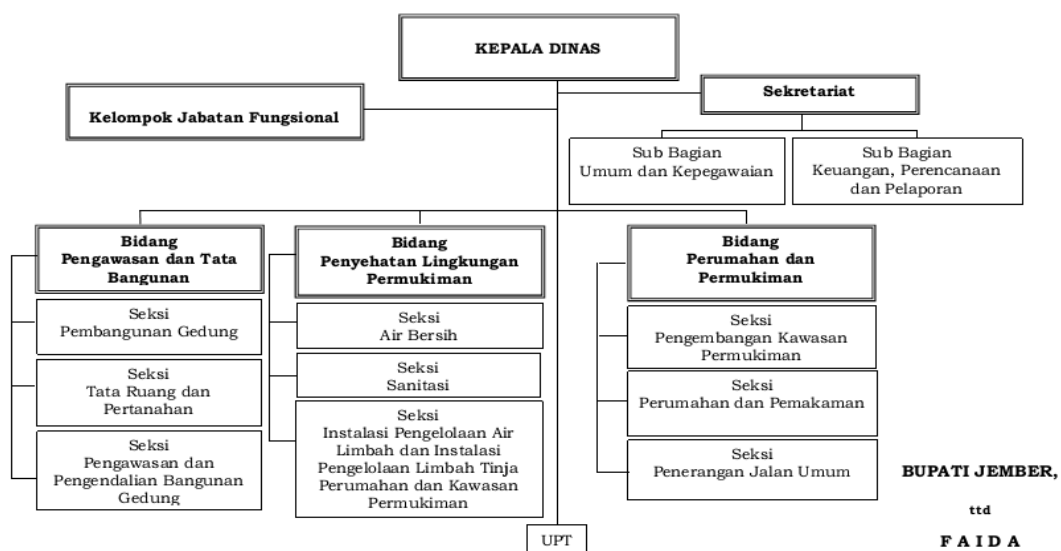 KEPALA DINAS
Sekretariat
Kelompok Jabatan Fungsional
Sub Bagian
Umum dan Kepegawaian
Sub Bagian
Keuangan, Perencanaan
dan Pelaporan
Bidang
Pengawasan dan Tata
Bangunan
Seksi
Pembangunan Gedung
Seksi
Tata Ruang dan
Pertanahan
Seksi
Pengawasan dan
Pengendalian Bangunan
Gedung
Bidang
Penyehatan Lingkungan
Permukiman
Seksi
Air Bersih
Seksi
Sanitasi
Seksi
Instalasi Pengelolaan Air
Limbah dan Instalasi
Pengelolaan Limbah Tinja
Perumahan dan Kawasan
Permukiman
Bidang
Perumahan dan
Permukiman
Seksi
Pengembangan Kawasan
Permukiman
Seksi
Perumahan dan Pemakaman
Seksi
Penerangan Jalan Umum
UPT
BUPATI JEMBER,
ttd
F A I D A